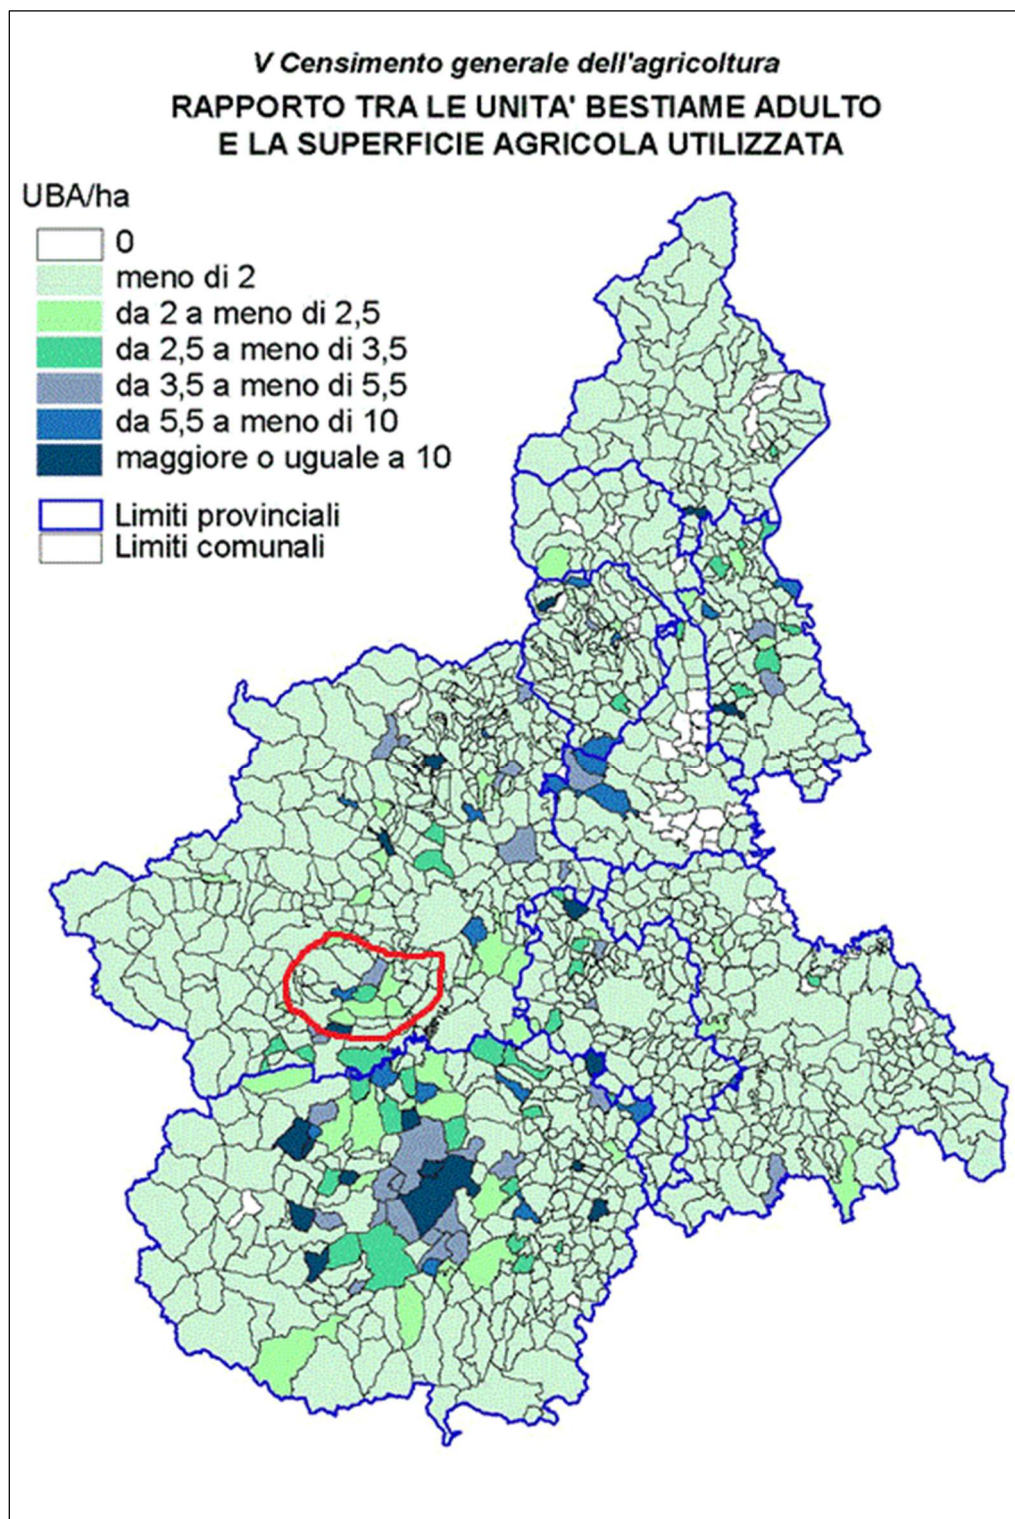 V Censimento generale dell'agricoltura
RAPPORTO TRA LE UNITA' BESTIAME ADULTO
E LA SUPERFICIE AGRICOLA UTILIZZATA
UBA/ha
0
meno di 2
da 2 a meno di 2,5
da 2,5 a meno di 3,5
da 3,5 a meno di 5,5
da 5,5 a meno di 10
maggiore o uguale a 10
Limiti provinciali
Limiti comunali